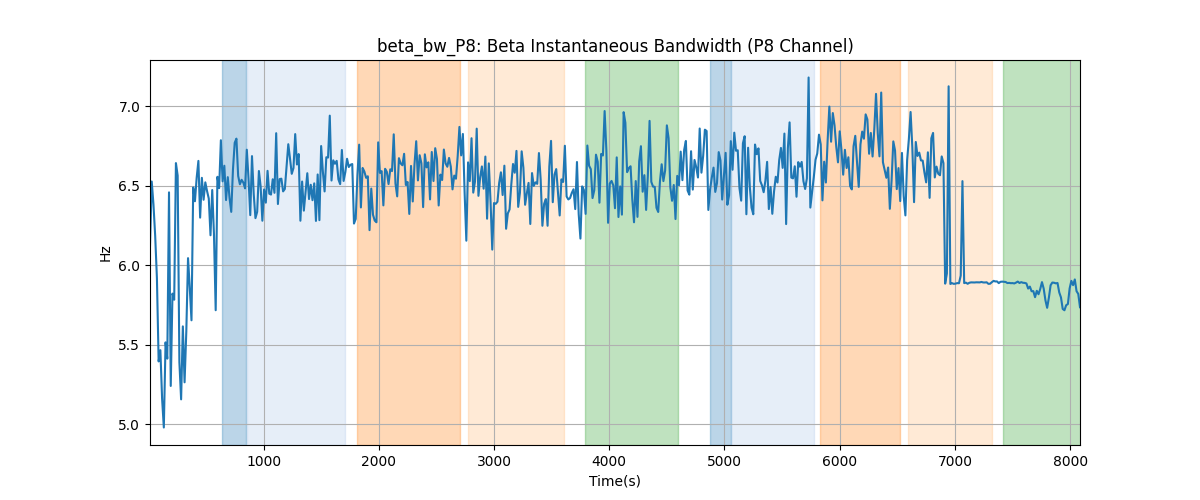 beta_bw_P8: Beta Instantaneous Bandwidth (P8 Channel)
7.0
6.5
6.0
5.5
5.0
Hz
1000 2000 3000 4000 5000 6000 7000 8000
Time(s)